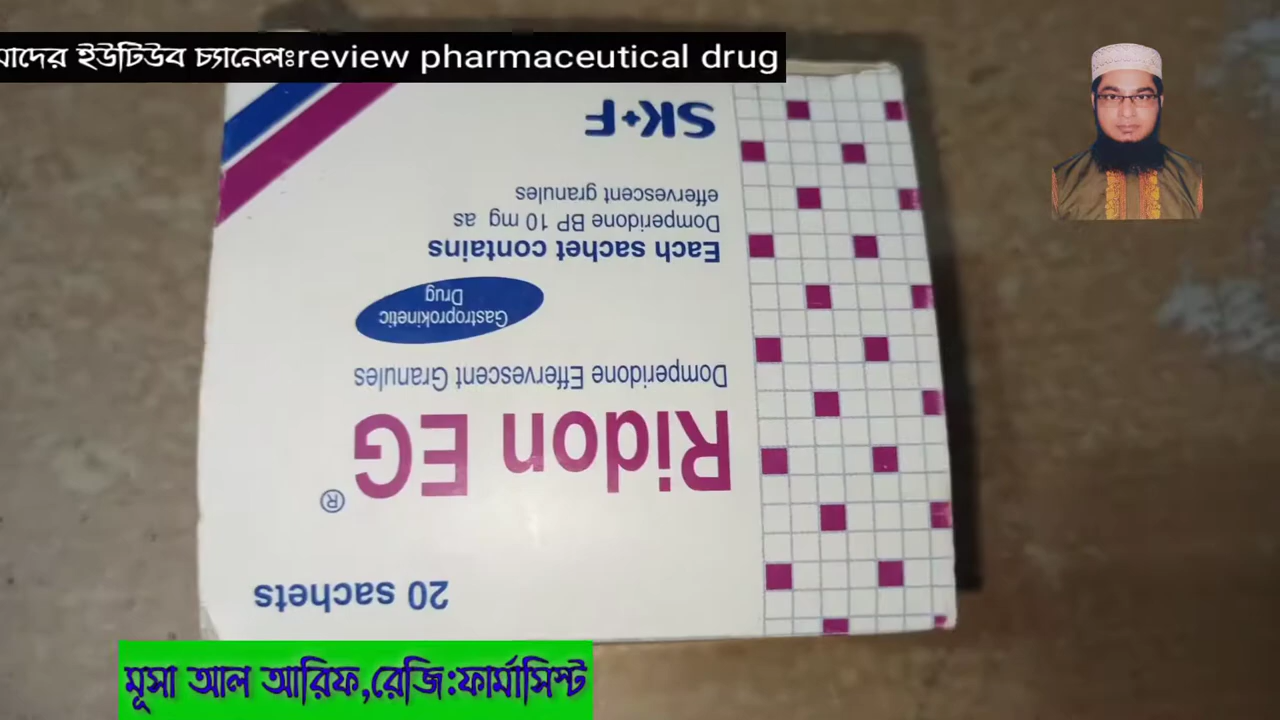 মাদের ইউটিউব চ্যানেলঃreview pharmaceutical drug
20 sachets
Ridon EG®
Domperidone Effervescent Granules
Gastroprokinetic
Drug
Each sachet contains
Domperidone BP 10 mg as
effervescent granules
SK+F
মূসা আল আরিফ,রেজি:ফার্মাসিস্ট